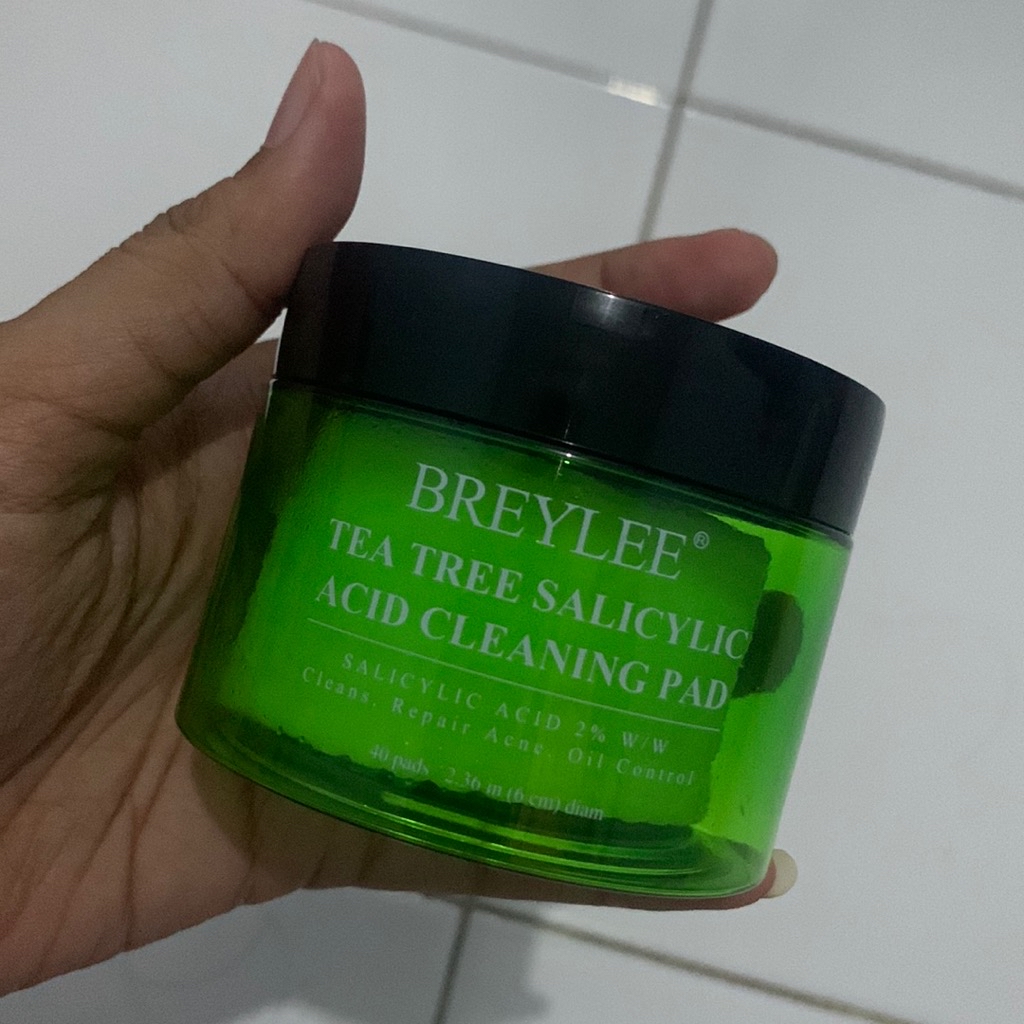 BREYLEE®
TEA TREE SALICYLIC
ACID CLEANING PAD
SALICYLIC ACID 2% W/W
Cleans, Repair Acne, Oil Control
40 pads 2.36 in (6 cm) diam